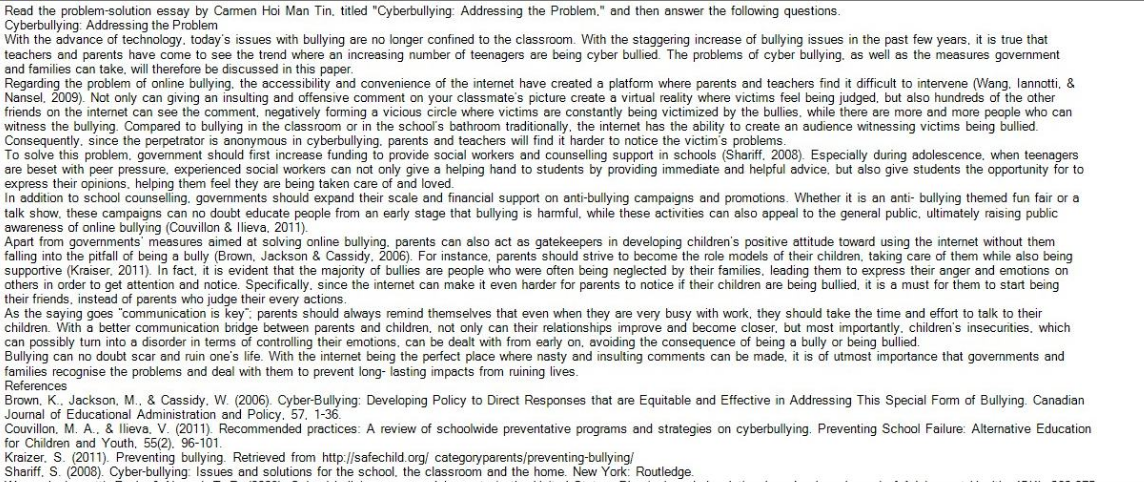 Read the problem-solution essay by Carmen Hoi Man Tin, titled "Cyberbullying: Addressing the Problem," and then answer the following questions.
Cyberbullying: Addressing the Problem
With the advance of technology, today's issues with bullying are no longer confined to the classroom. With the staggering increase of bullying issues in the past few years, it is true that
teachers and parents have come to see the trend where an increasing number of teenagers are being cyber bullied. The problems of cyber bullying, as well as the measures government
and families can take, will therefore be discussed in this paper.
Regarding the problem of online bullying, the accessibility and convenience of the internet have created a platform where parents and teachers find it difficult to intervene (Wang, Iannotti, &
Nansel, 2009). Not only can giving an insulting and offensive comment on your classmate's picture create a virtual reality where victims feel being judged, but also hundreds of the other
friends on the internet can see the comment, negatively forming a vicious circle where victims are constantly being victimized by the bullies, while there are more and more people who can
witness the bullying. Compared to bullying in the classroom or in the school's bathroom traditionally, the internet has the ability to create an audience witnessing victims being bullied.
Consequently, since the perpetrator is anonymous in cyberbullying, parents and teachers will find it harder to notice the victim's problems.
To solve this problem, government should first increase funding to provide social workers and counselling support in schools (Shariff, 2008). Especially during adolescence, when teenagers
are beset with peer pressure, experienced social workers can not only give a helping hand to students by providing immediate and helpful advice, but also give students the opportunity for to
express their opinions, helping them feel they are being taken care of and loved.
In addition to school counselling, governments should expand their scale and financial support on anti-bullying campaigns and promotions. Whether it is an anti- bullying themed fun fair or a
talk show, these campaigns can no doubt educate people from an early stage that bullying is harmful, while these activities can also appeal to the general public, ultimately raising public
awareness of online bullying (Couvillon & Ilieva, 2011).
Apart from governments' measures aimed at solving online bullying, parents can also act as gatekeepers in developing children's positive attitude toward using the internet without them
falling into the pitfall of being a bully (Brown, Jackson & Cassidy, 2006). For instance, parents should strive to become the role models of their children, taking care of them while also being
supportive (Kraiser, 2011). In fact, it is evident that the majority of bullies are people who were often being neglected by their families, leading them to express their anger and emotions on
others in order to get attention and notice. Specifically, since the internet can make it even harder for parents to notice if their children are being bullied, it is a must for them to start being
their friends, instead of parents who judge their every actions.
As the saying goes "communication is key"; parents should always remind themselves that even when they are very busy with work, they should take the time and effort to talk to their
children. With a better communication bridge between parents and children, not only can their relationships improve and become closer, but most importantly, children's insecurities, which
can possibly turn into a disorder in terms of controlling their emotions, can be dealt with from early on, avoiding the consequence of being a bully or being bullied.
Bullying can no doubt scar and ruin one's life. With the internet being the perfect place where nasty and insulting comments can be made, it is of utmost importance that governments and
families recognise the problems and deal with them to prevent long- lasting impacts from ruining lives.
References
Brown, K., Jackson, M., & Cassidy, W. (2006). Cyber-Bullying: Developing Policy to Direct Responses that are Equitable and Effective in Addressing This Special Form of Bullying. Canadian
Journal of Educational Administration and Policy, 57, 1-36.
Couvillon, M. A., & Ilieva, V. (2011). Recommended practices: A review of schoolwide preventative programs and strategies on cyberbullying. Preventing School Failure: Alternative Education
for Children and Youth, 55(2), 96-101.
Kraizer, S. (2011). Preventing bullying. Retrieved from http://safechild.org/ categoryparents/preventing-bullying/
Shariff, S. (2008). Cyber-bullying: Issues and solutions for the school, the classroom and the home. New York: Routledge.